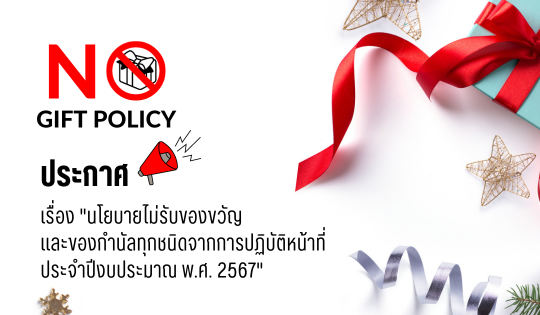 NO
GIFT POLICY
ประกาศ
เรื่อง "นโยบายไม่รับของขวัญ
และของกำนัลทุกชนิดจากการปฏิบัติหน้าที่
ประจำปีงบประมาณ พ.ศ. 2567"